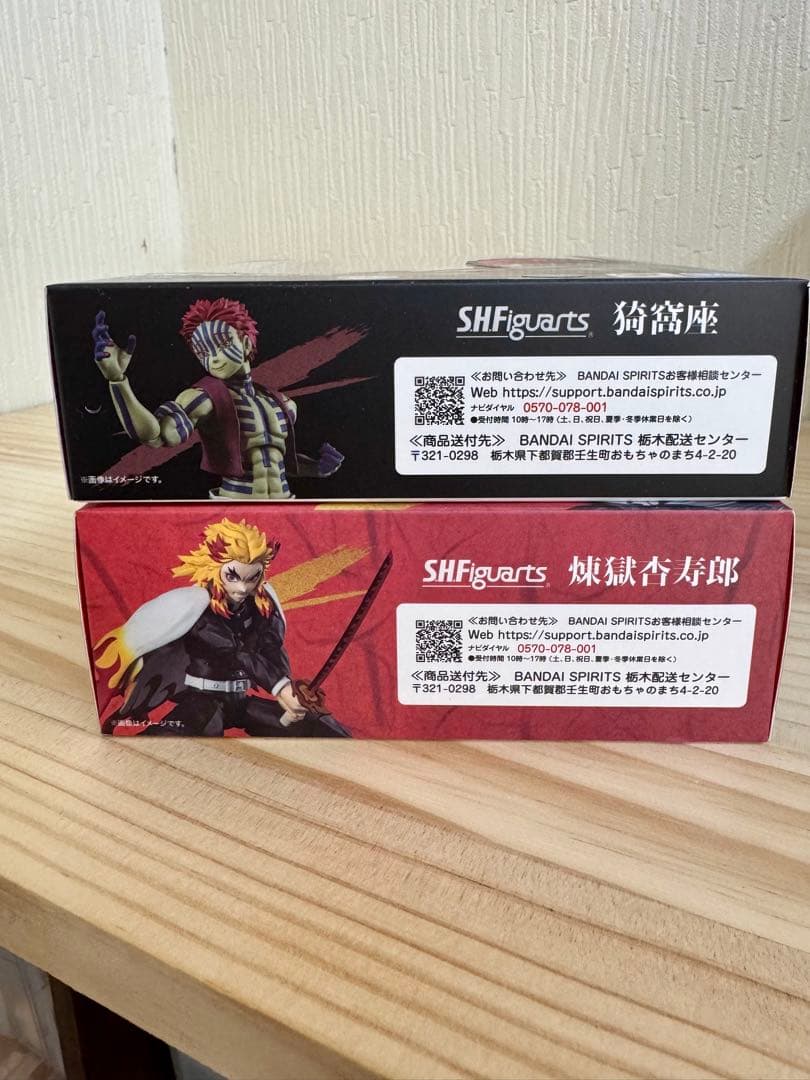 S.H.Figuarts 猗窩座
≪お問い合わせ先≫ BANDAI SPIRITSお客様相談センター
Web https://support.bandaispirits.co.jp
ナビダイヤル 0570-078-001
●受付時間 10時〜17時(土、日、祝日、夏季・冬季休業日を除く)
≪商品送付先≫ BANDAI SPIRITS 栃木配送センター
〒321-0298 栃木県下都賀郡壬生町おもちゃのまち4-2-20
※画像はイメージです。
S.H.Figuarts 煉獄杏寿郎
≪お問い合わせ先≫ BANDAI SPIRITSお客様相談センター
Web https://support.bandaispirits.co.jp
ナビダイヤル 0570-078-001
●受付時間 10時〜17時(土、日、祝日、夏季・冬季休業日を除く)
≪商品送付先≫ BANDAI SPIRITS 栃木配送センター
〒321-0298 栃木県下都賀郡壬生町おもちゃのまち4-2-20
※画像はイメージです。